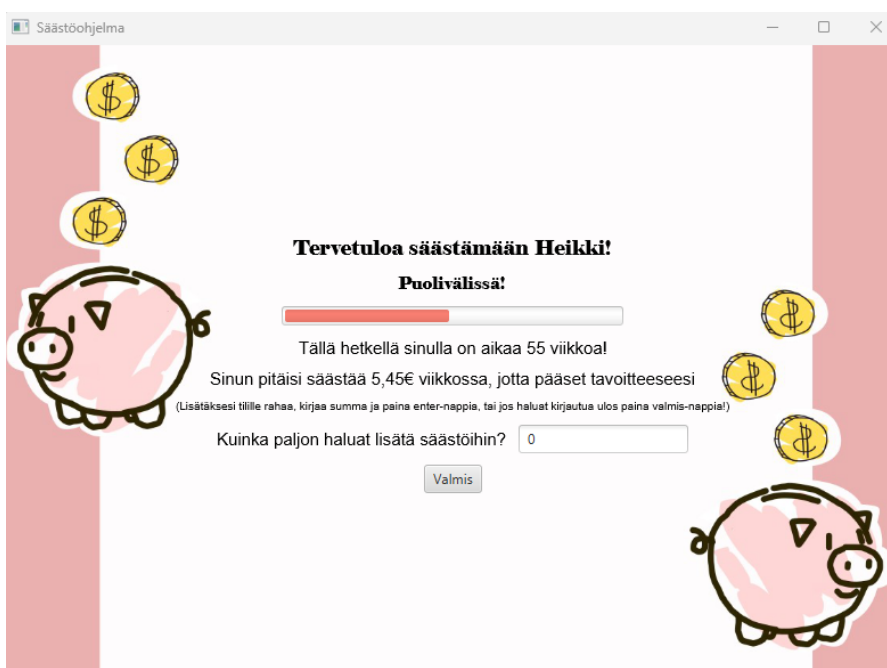 Säästöohjelma
Tervetuloa säästämään Heikki!
Puolivälissä!
Tällä hetkellä sinulla on aikaa 55 viikkoa!
Sinun pitäisi säästää 5,45€ viikkossa, jotta pääset tavoitteeseesi
(Lisätäksesi tilille rahaa, kirjaa summa ja paina enter-nappia, tai jos haluat kirjautua ulos paina valmis-nappia!)
Kuinka paljon haluat lisätä säästöihin? 0
Valmis